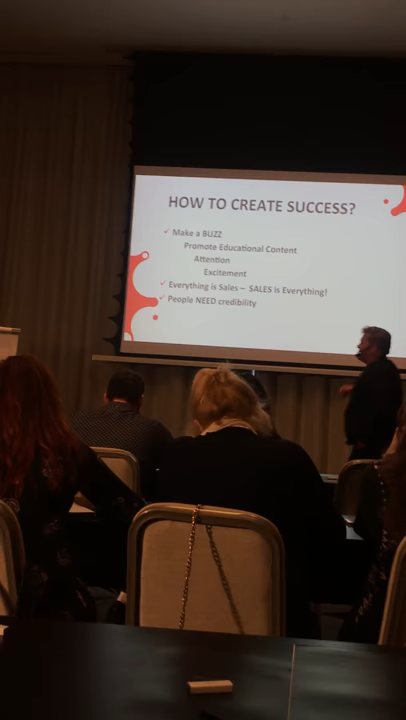 HOW TO CREATE SUCCESS?
✓ Make a BUZZ
Promote Educational Content
Attention
Excitement
✓ Everything is Sales – SALES is Everything!
✓ People NEED credibility